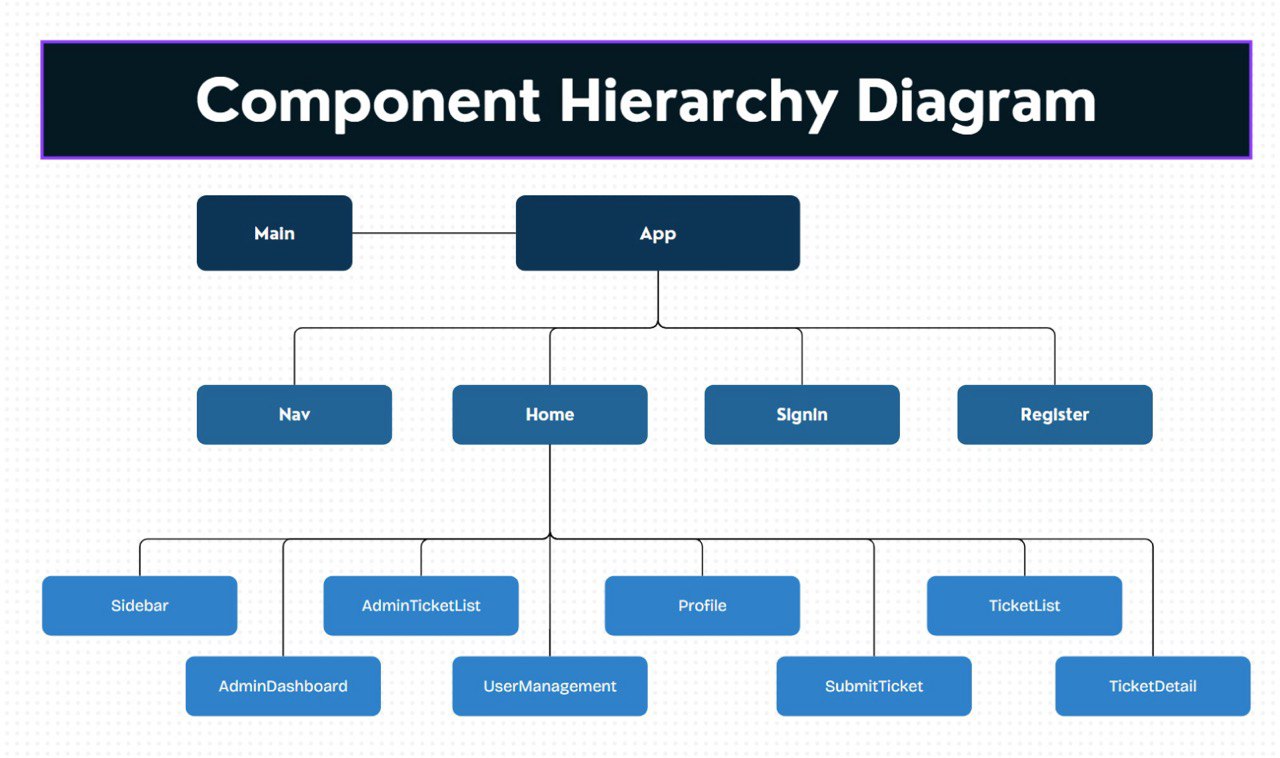 Component Hierarchy Diagram
Main
App
Nav
Home
SignIn
Register
Sidebar
AdminTicketList
Profile
TicketList
AdminDashboard
UserManagement
SubmitTicket
TicketDetail